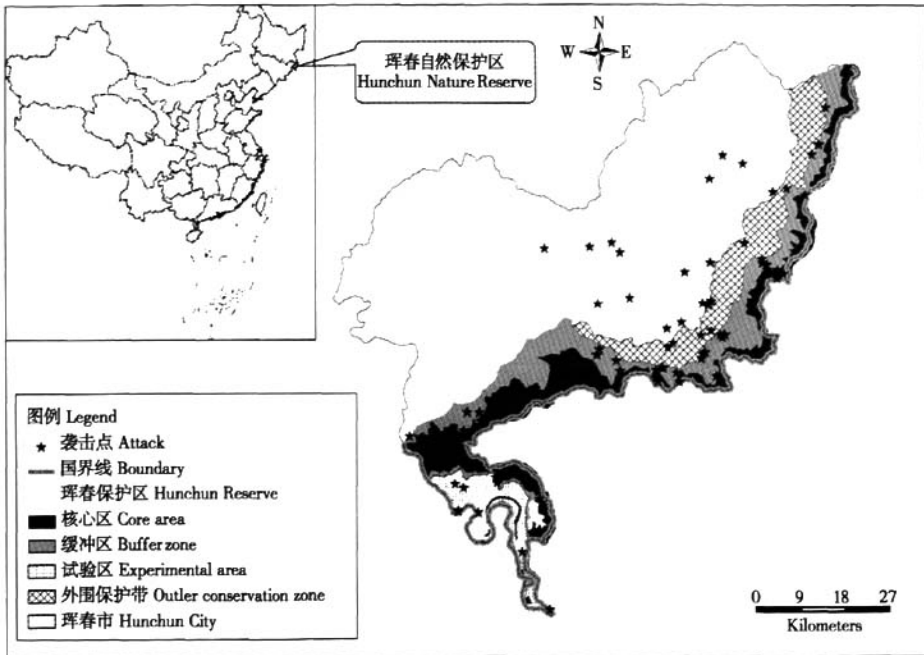 珲春自然保护区
Hunchun Nature Reserve
N
W E
S
图例 Legend
袭击点 Attack
国界线 Boundary
珲春保护区 Hunchun Reserve
核心区 Core area
缓冲区 Buffer zone
试验区 Experimental area
外围保护带 Outler conservation zone
珲春市 Hunchun City
0 9 18 27
Kilometers